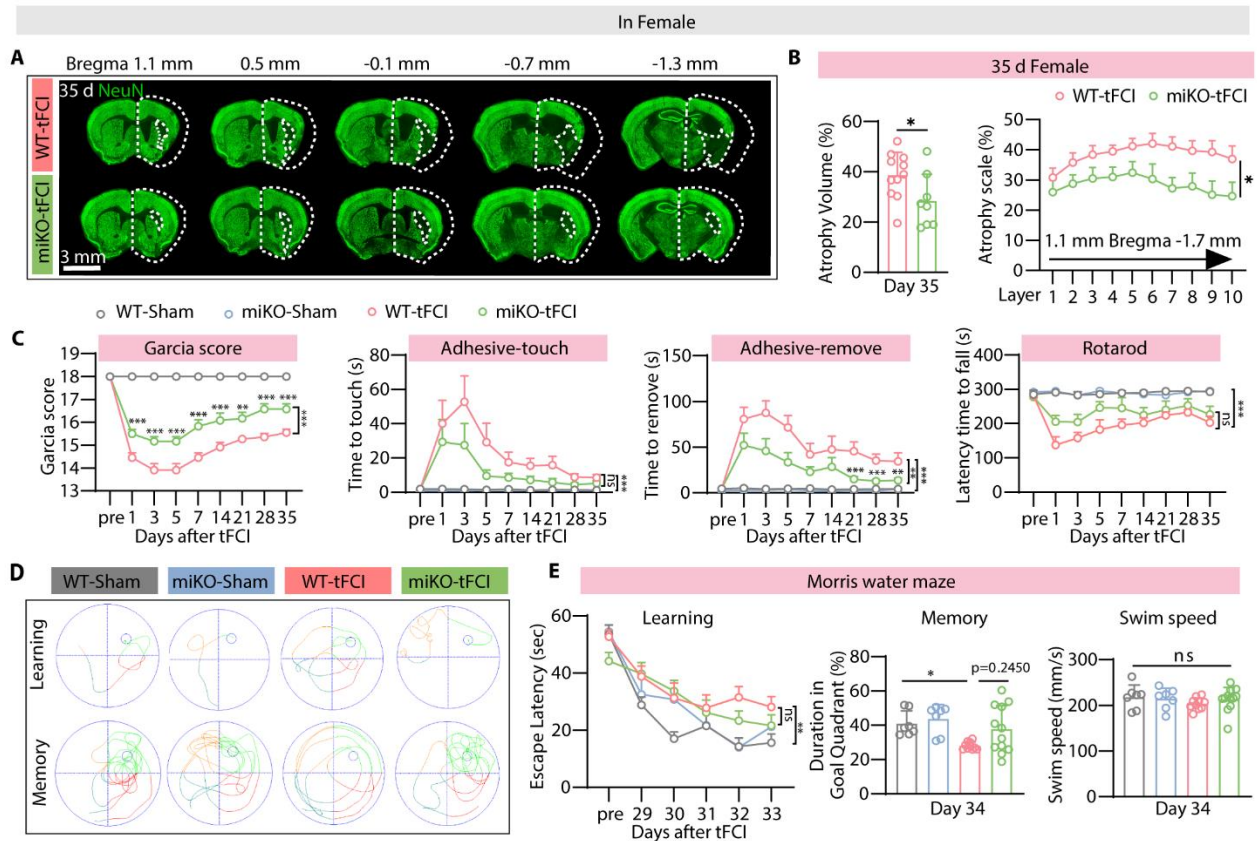 In Female
A
Bregma 1.1 mm 0.5 mm -0.1 mm -0.7 mm -1.3 mm
35 d NeuN
WT-tFCI
miKO-tFCI
3 mm
B
35 d Female
WT-tFCI miKO-tFCI
Atrophy Volume (%)
60
40
20
0
*
Day 35
Atrophy scale (%)
50
40
30
20
10
0
*
1.1 mm Bregma -1.7 mm
Layer 1 2 3 4 5 6 7 8 9 10
WT-Sham miKO-Sham WT-tFCI miKO-tFCI
C
Garcia score
Garcia score
19
18
17
16
15
14
13
*** *** *** *** *** ** *** ***
***
pre 1 3 5 7 14 21 28 35
Days after tFCI
Adhesive-touch
Time to touch (s)
80
60
40
20
0
ns
***
pre 1 3 5 7 14 21 28 35
Days after tFCI
Adhesive-remove
Time to remove (s)
150
100
50
0
*** *** **
**
***
pre 1 3 5 7 14 21 28 35
Days after tFCI
Rotarod
Latency time to fall (s)
400
300
200
100
0
ns
***
pre 1 3 5 7 14 21 28 35
Days after tFCI
D
WT-Sham miKO-Sham WT-tFCI miKO-tFCI
Learning
Memory
E
Morris water maze
Learning
Escape Latency (sec)
60
40
20
0
ns
**
pre 29 30 31 32 33
Days after tFCI
Memory
Duration in
Goal Quadrant (%)
80
60
40
20
0
*
p=0.2450
Day 34
Swim speed
Swim speed (mm/s)
300
200
100
0
ns
Day 34